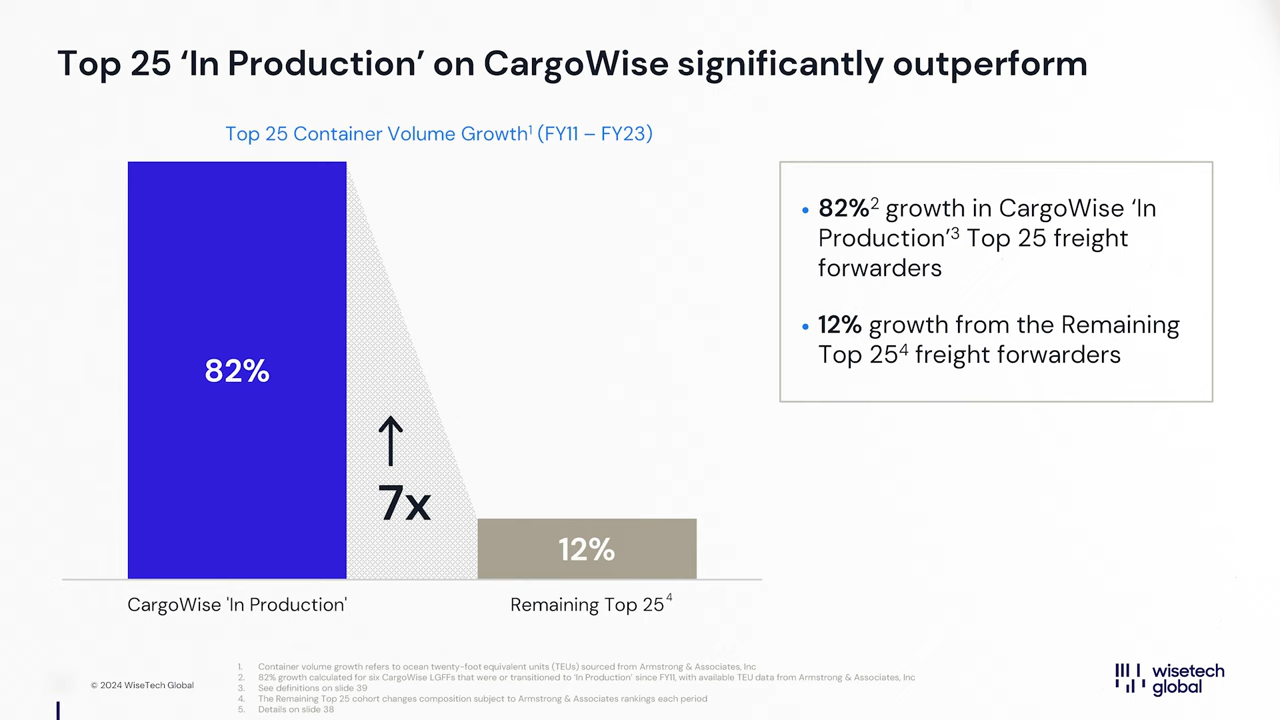 Top 25 ‘In Production’ on CargoWise significantly outperform
Top 25 Container Volume Growth¹ (FY11 – FY23)
82%
↑
7x
12%
CargoWise 'In Production'
Remaining Top 25⁴
• 82%² growth in CargoWise ‘In
Production’³ Top 25 freight
forwarders
• 12% growth from the Remaining
Top 25⁴ freight forwarders
© 2024 WiseTech Global
1. Container volume growth refers to ocean twenty-foot equivalent units (TEUs) sourced from Armstrong & Associates, Inc
2. 82% growth calculated for six CargoWise LGFFs that were or transitioned to ‘In Production’ since FY11, with available TEU data from Armstrong & Associates, Inc
3. See definitions on slide 39
4. The Remaining Top 25 cohort changes composition subject to Armstrong & Associates rankings each period
5. Details on slide 38
wisetech
global